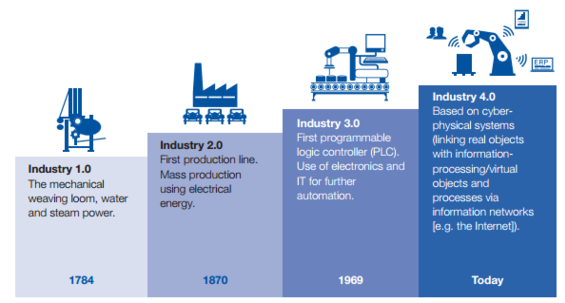 ERP
Industry 1.0
The mechanical
weaving loom, water
and steam power.
1784
Industry 2.0
First production line.
Mass production
using electrical
energy.
1870
Industry 3.0
First programmable
logic controller (PLC).
Use of electronics and
IT for further
automation.
1969
Industry 4.0
Based on cyber-
physical systems
(linking real objects
with information-
processing/virtual
objects and
processes via
information networks
[e.g. the Internet]).
Today